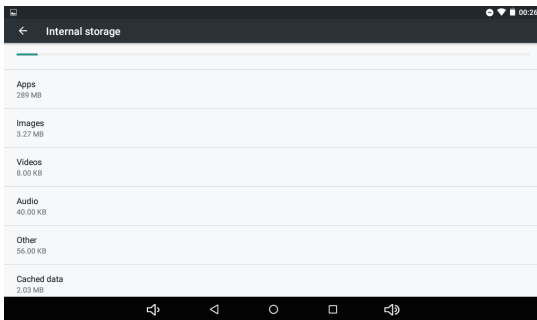 00:26
Internal storage
Apps
289 MB
Images
3.27 MB
Videos
8.00 KB
Audio
40.00 KB
Other
56.00 KB
Cached data
2.03 MB